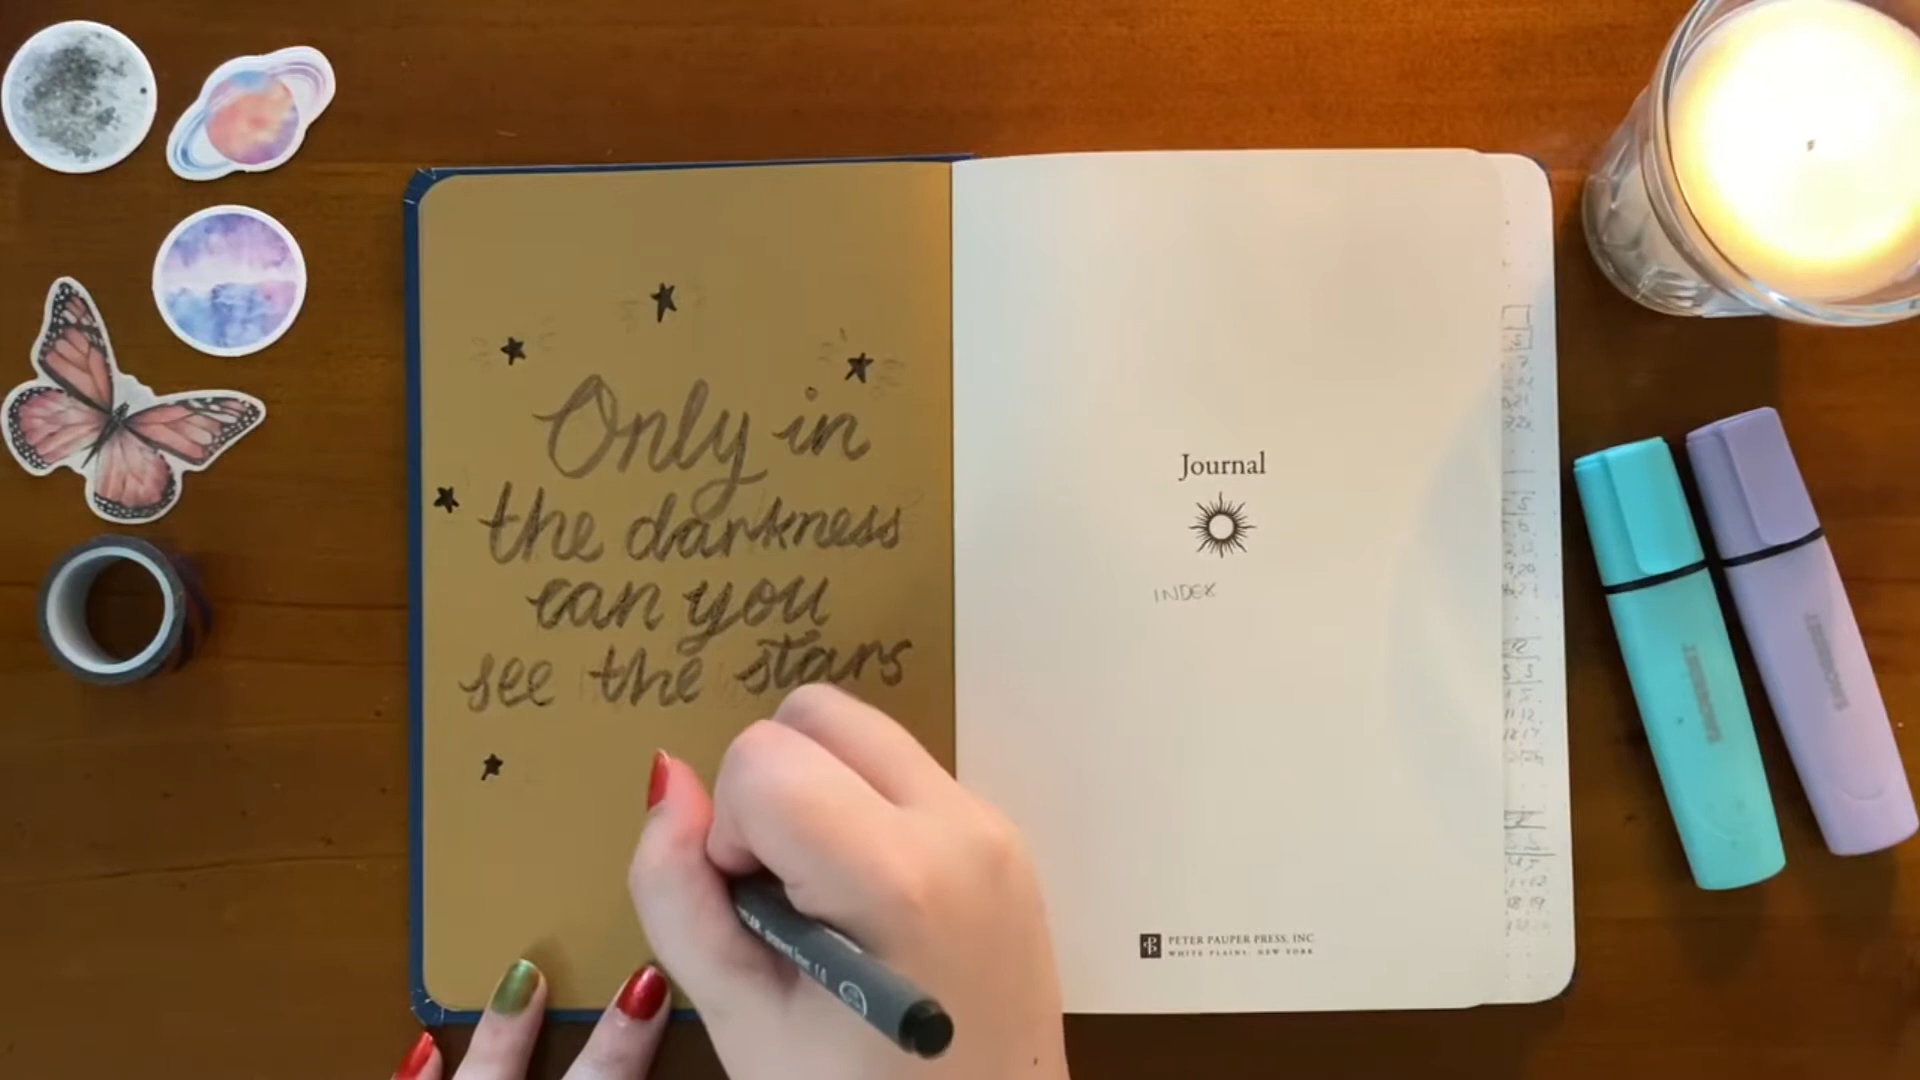 Only in
the darkness
can you
see the stars
Journal
INDEX
PETER PAUPER PRESS, INC.
WHITE PLAINS, NEW YORK